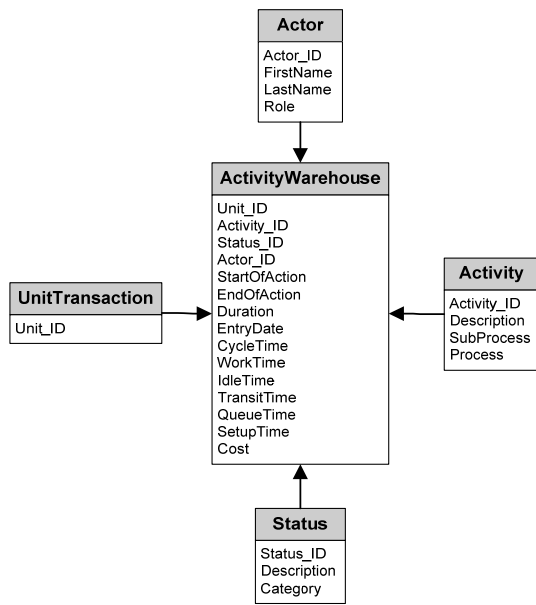 Actor
Actor_ID
FirstName
LastName
Role
ActivityWarehouse
Unit_ID
Activity_ID
Status_ID
Actor_ID
StartOfAction
EndOfAction
Duration
EntryDate
CycleTime
WorkTime
IdleTime
TransitTime
QueueTime
SetupTime
Cost
UnitTransaction
Unit_ID
Activity
Activity_ID
Description
SubProcess
Process
Status
Status_ID
Description
Category